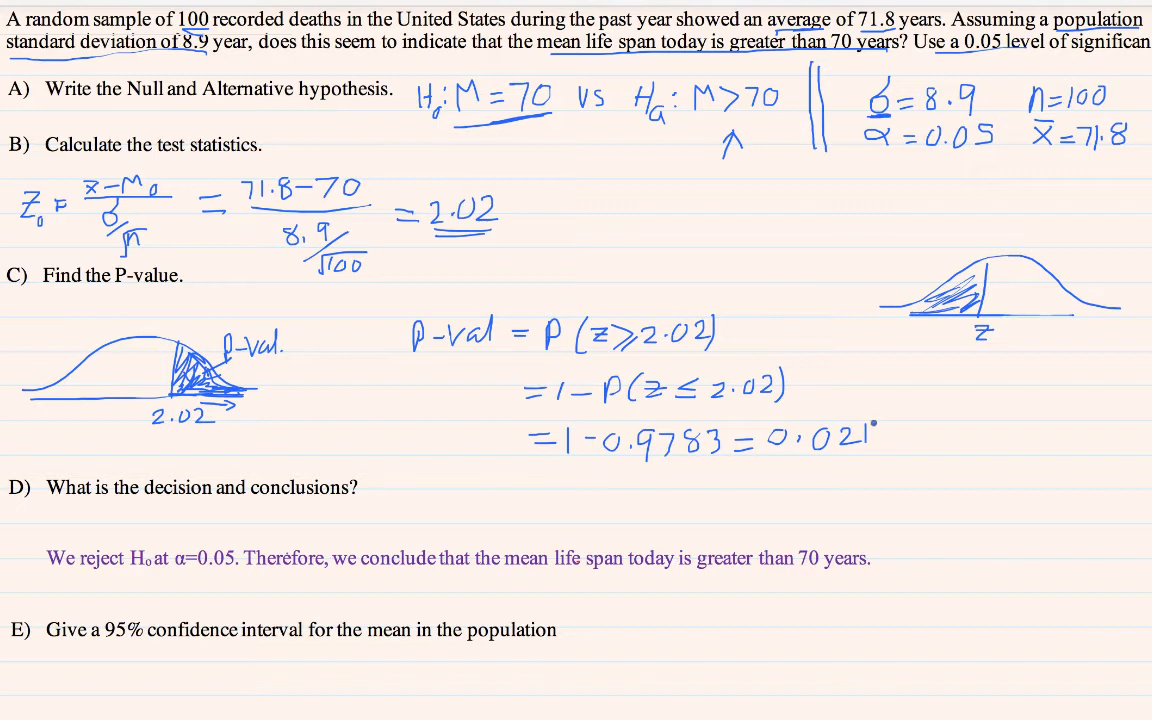 A random sample of 100 recorded deaths in the United States during the past year showed an average of 71.8 years. Assuming a population
standard deviation of 8.9 year, does this seem to indicate that the mean life span today is greater than 70 years? Use a 0.05 level of significan
A) Write the Null and Alternative hypothesis. H₀: M = 70 vs Hₐ: M > 70
σ = 8.9 n = 100
α = 0.05 x̄ = 71.8
B) Calculate the test statistics.
Z₀ = (x̄ - M₀)/(σ/√n) = (71.8 - 70)/(8.9/√100) = 2.02
C) Find the P-value.
Z
P-val.
2.02
P-val = P(Z ≥ 2.02)
= 1 - P(Z ≤ 2.02)
= 1 - 0.9783 = 0.021
D) What is the decision and conclusions?
We reject H₀ at α=0.05. Therefore, we conclude that the mean life span today is greater than 70 years.
E) Give a 95% confidence interval for the mean in the population